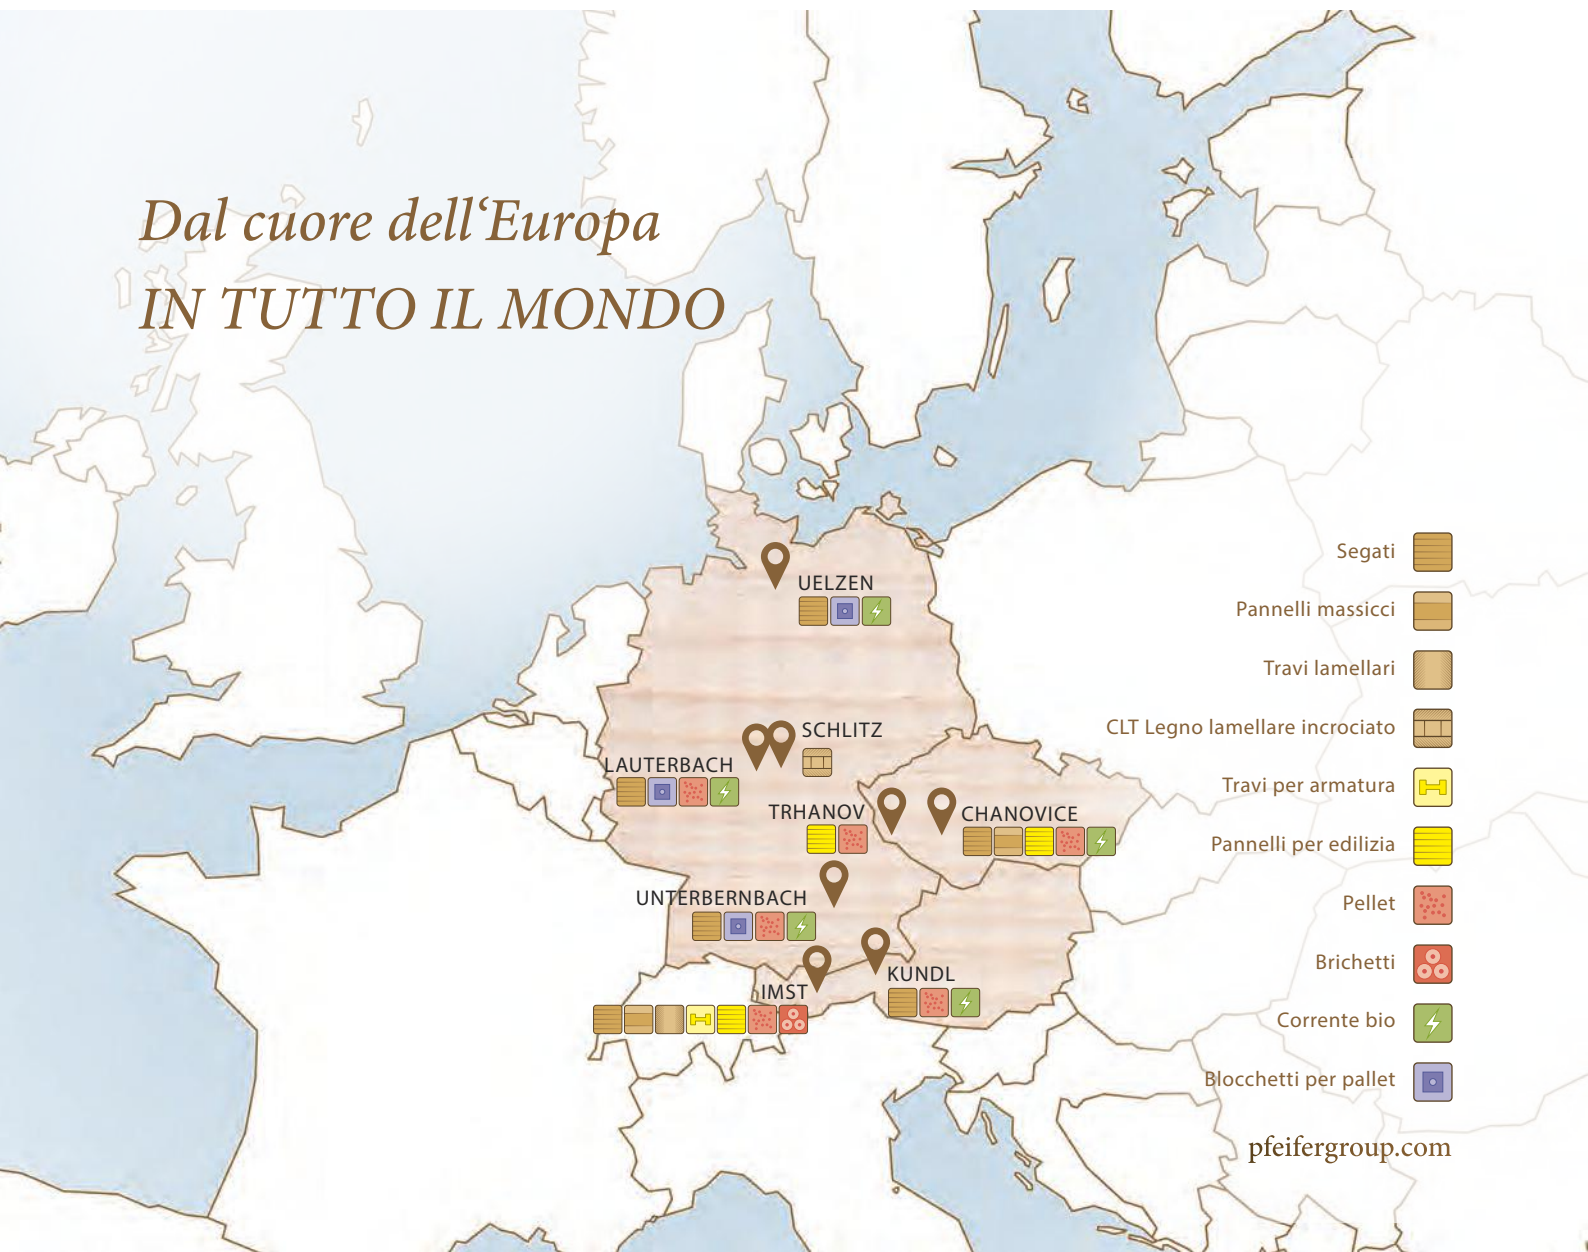 Dal cuore dell‘Europa
IN TUTTO IL MONDO
UELZEN
SCHLITZ
LAUTERBACH
TRHANOV
CHANOVICE
UNTERBERNBACH
KUNDL
IMST
Segati
Pannelli massicci
Travi lamellari
CLT Legno lamellare incrociato
Travi per armatura
Pannelli per edilizia
Pellet
Brichetti
Corrente bio
Blocchetti per pallet
pfeifergroup.com